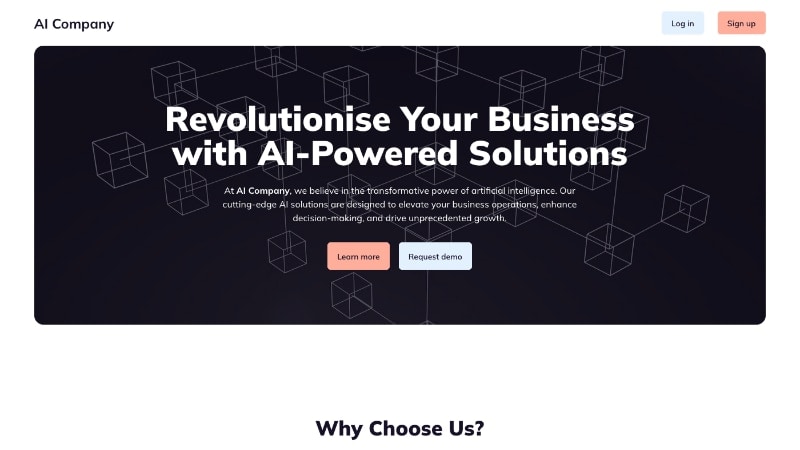 AI Company
Log in
Sign up
Revolutionise Your Business
with AI-Powered Solutions
At AI Company, we believe in the transformative power of artificial intelligence. Our
cutting-edge AI solutions are designed to elevate your business operations, enhance
decision-making, and drive unprecedented growth.
Learn more
Request demo
Why Choose Us?